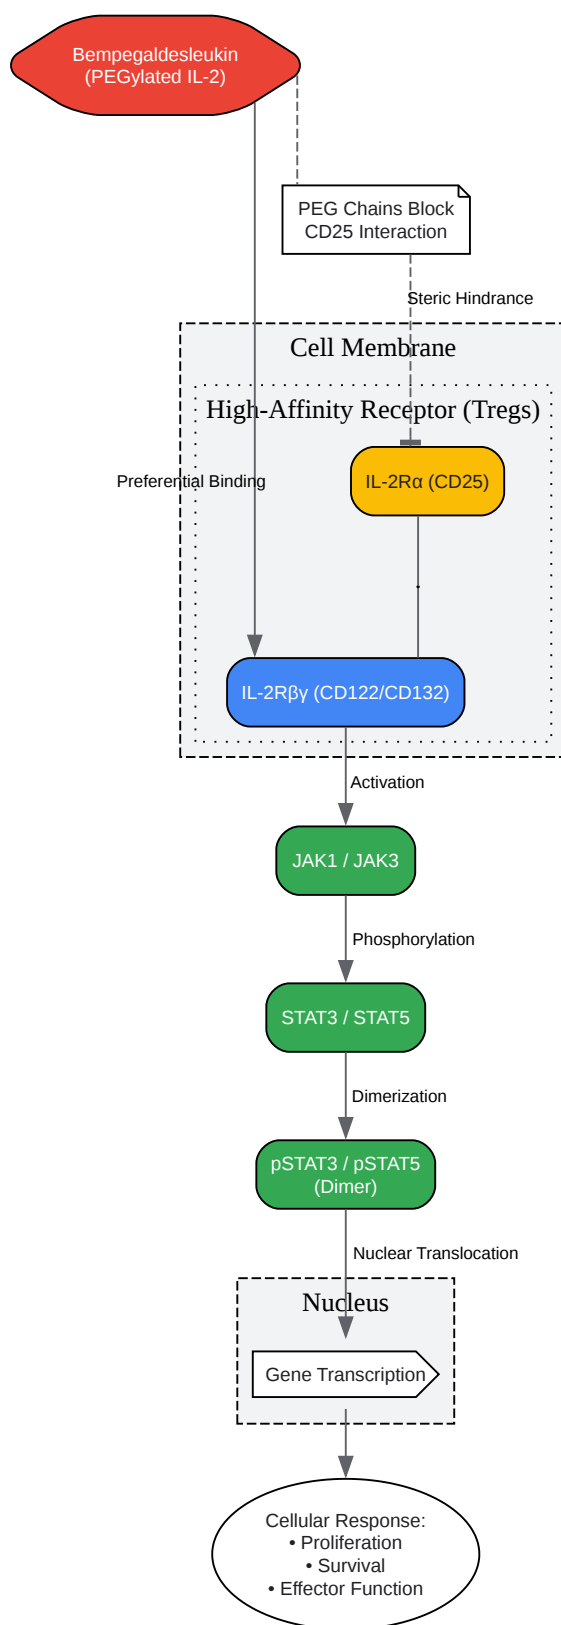 Bempegaldesleukin
(PEGylated IL-2)
PEG Chains Block
CD25 Interaction
Steric Hindrance
Cell Membrane
High-Affinity Receptor (Tregs)
Preferential Binding
IL-2Rα (CD25)
IL-2Rβγ (CD122/CD132)
Activation
JAK1 / JAK3
Phosphorylation
STAT3 / STAT5
Dimerization
pSTAT3 / pSTAT5
(Dimer)
Nuclear Translocation
Nucleus
Gene Transcription
Cellular Response:
• Proliferation
• Survival
• Effector Function